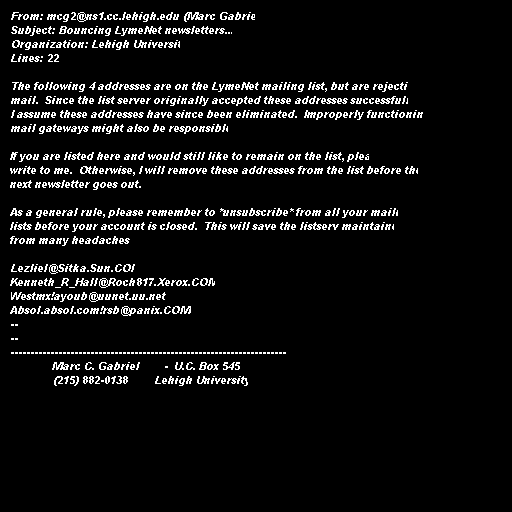 From: mcg2@ns1.cc.lehigh.edu (Marc Gabrie
Subject: Bouncing LymeNet newsletters...
Organization: Lehigh Universit
Lines: 22
The following 4 addresses are on the LymeNet mailing list, but are rejecti
mail. Since the list server originally accepted these addresses successful
I assume these addresses have since been eliminated. Improperly functionin
mail gateways might also be responsibl
If you are listed here and would still like to remain on the list, plea
write to me. Otherwise, I will remove these addresses from the list before th
next newsletter goes out.
As a general rule, please remember to *unsubscribe* from all your mail
lists before your account is closed. This will save the listserv maintain
from many headaches
Lezliel@Sitka.Sun.CO
Kenneth_R_Hall@Roch817.Xerox.COM
Westmx!ayoub@uunet.uu.net
Absol.absol.com!rsb@panix.COM
--
--
---------------------------------------------------------------------
Marc C. Gabriel - U.C. Box 545
(215) 882-0138 Lehigh University